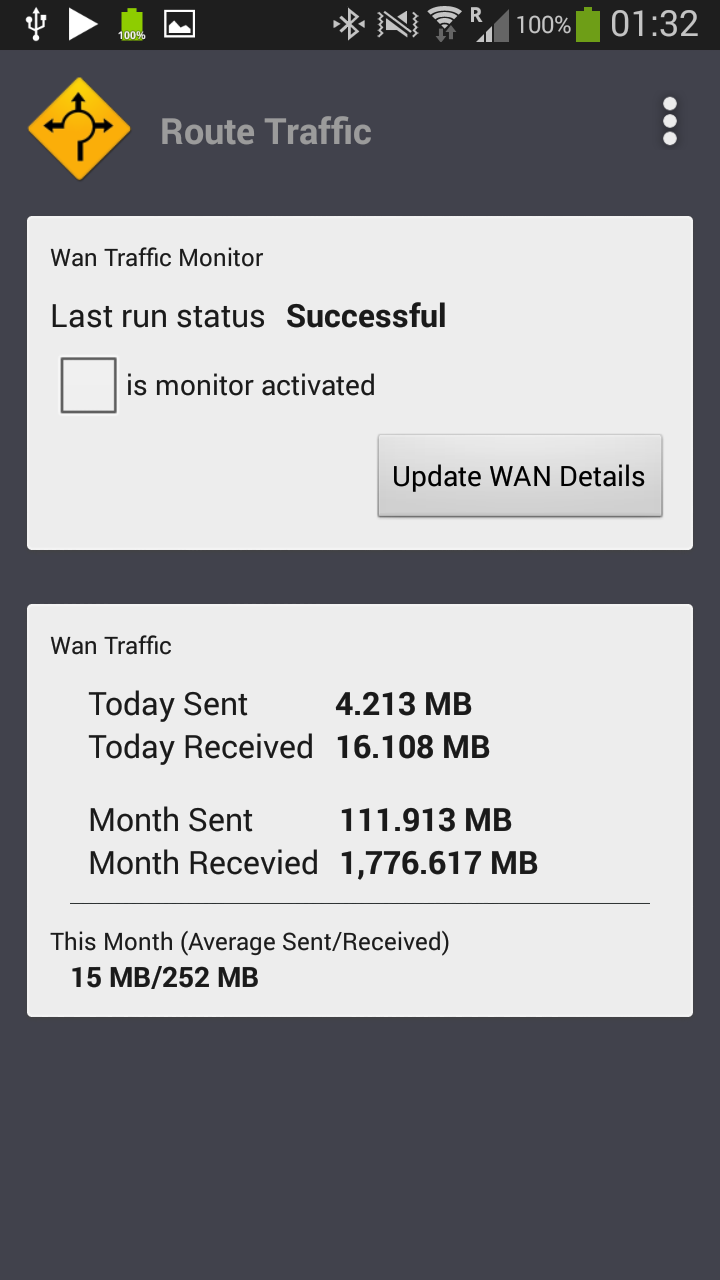 100%
R
100%
01:32
Route Traffic
Wan Traffic Monitor
Last run status Successful
is monitor activated
Update WAN Details
Wan Traffic
Today Sent 4.213 MB
Today Received 16.108 MB
Month Sent 111.913 MB
Month Recevied 1,776.617 MB
This Month (Average Sent/Received)
15 MB/252 MB